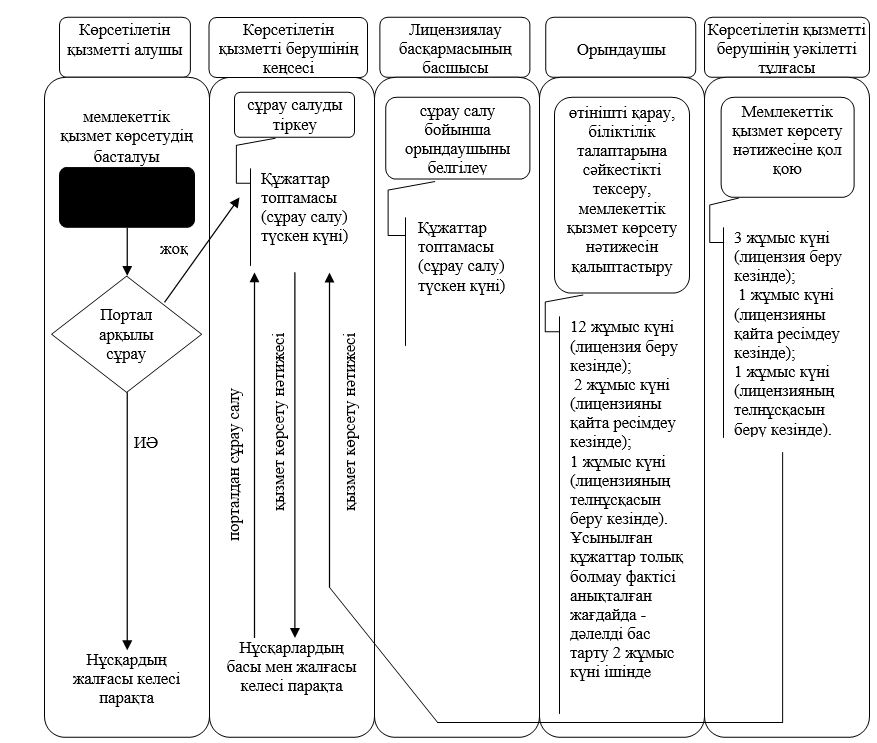 Көрсетілетін
қызметті алушы
Көрсетілетін
қызметті берушінің
кеңсесі
Лицензиялау
басқармасының
басшысы
Орындаушы
Көрсетілетін қызметті
берушінің уәкілетті
тұлғасы
мемлекеттік
қызмет көрсетудің
басталуы
жоқ
Портал
арқылы
сұрау
ИӘ
Нұсқардың
жалғасы келесі
парақта
сұрау салуды
тіркеу
Құжаттар
топтамасы
(сұрау салу)
түскен күні)
порталдан сұрау салу
қызмет көрсету нәтижесі
қызмет көрсету нәтижесі
Нұсқарлардың
басы мен жалғасы
келесі парақта
сұрау салу
бойынша
орындаушыны
белгілеу
Құжаттар
топтамасы
(сұрау салу)
түскен күні)
өтінішті қарау,
біліктілік
талаптарына
сәйкестікті
тексеру,
мемлекеттік
қызмет көрсету
нәтижесін
қалыптастыру
12 жұмыс күні
(лицензия беру
кезінде);
2 жұмыс күні
(лицензияны
қайта ресімдеу
кезінде);
1 жұмыс күні
(лицензияның
телнұсқасын
беру кезінде).
Ұсынылған
құжаттар толық
болмау фактісі
анықталған
жағдайда -
дәлелді бас
тарту 2 жұмыс
күні ішінде
Мемлекеттік
қызмет көрсету
нәтижесіне қол
қою
3 жұмыс күні
(лицензия беру
кезінде);
1 жұмыс күні
(лицензияны
қайта ресімдеу
кезінде);
1 жұмыс күні
(лицензияның
телнұсқасын
беру кезінде).